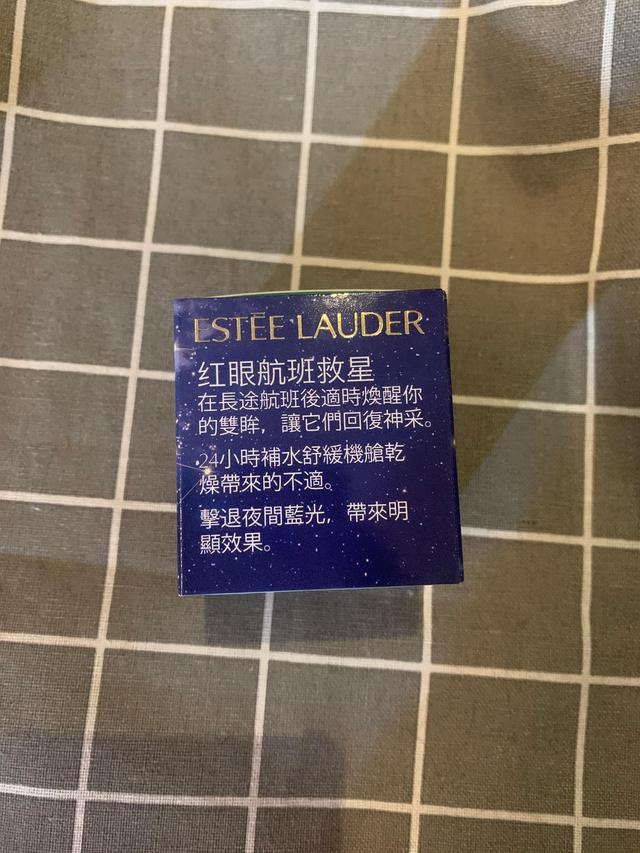 ESTĒE LAUDER
红眼航班救星
在長途航班後適時煥醒你
的雙眸，讓它們回復神采。
24小時補水舒緩機艙乾
燥帶來的不適。
擊退夜間藍光，帶來明
顯效果。